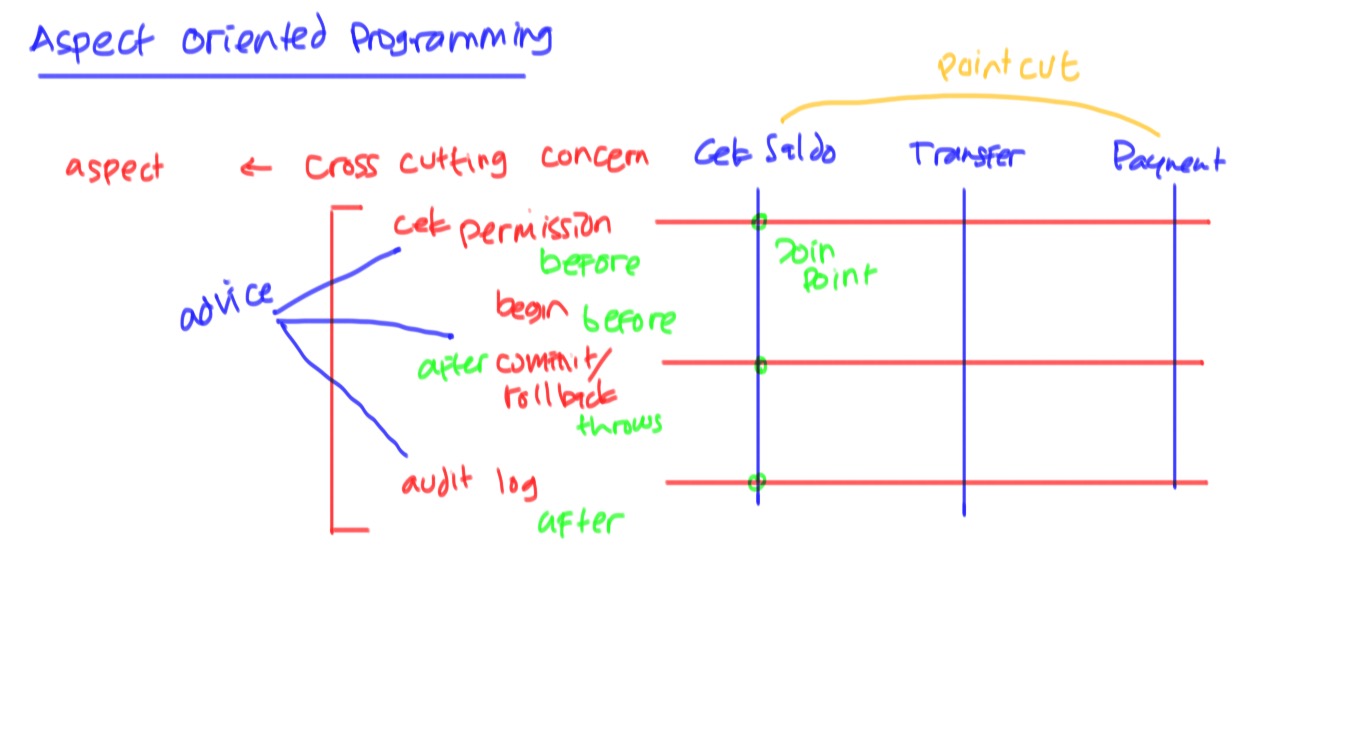 Aspect oriented Programming
Pointcut
aspect ← cross cutting concern
Cek Saldo Transfer Payment
cek permission
before
Join
Point
advice
begin before
after commit/
rollback
throws
audit log
after